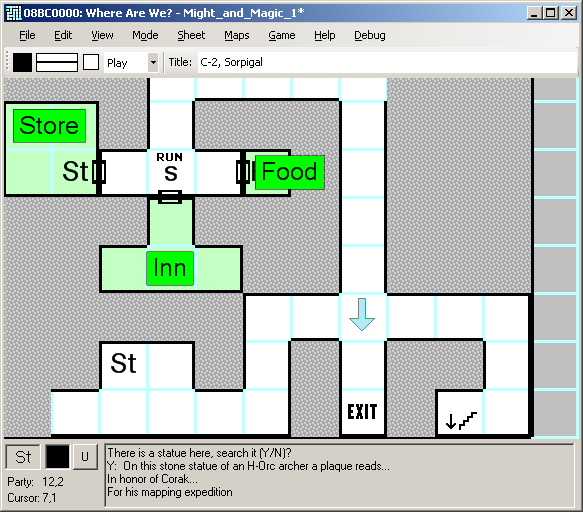 08BC0000: Where Are We? - Might_and_Magic_1*
File Edit View Mode Sheet Maps Game Help Debug
Play Title: C-2, Sorpigal
Store
St
RUN
S
Food
Inn
St
EXIT
St U
Party: 12,2
Cursor: 7,1
There is a statue here, search it (Y/N)?
Y: On this stone statue of an H-Orc archer a plaque reads...
In honor of Corak...
For his mapping expedition